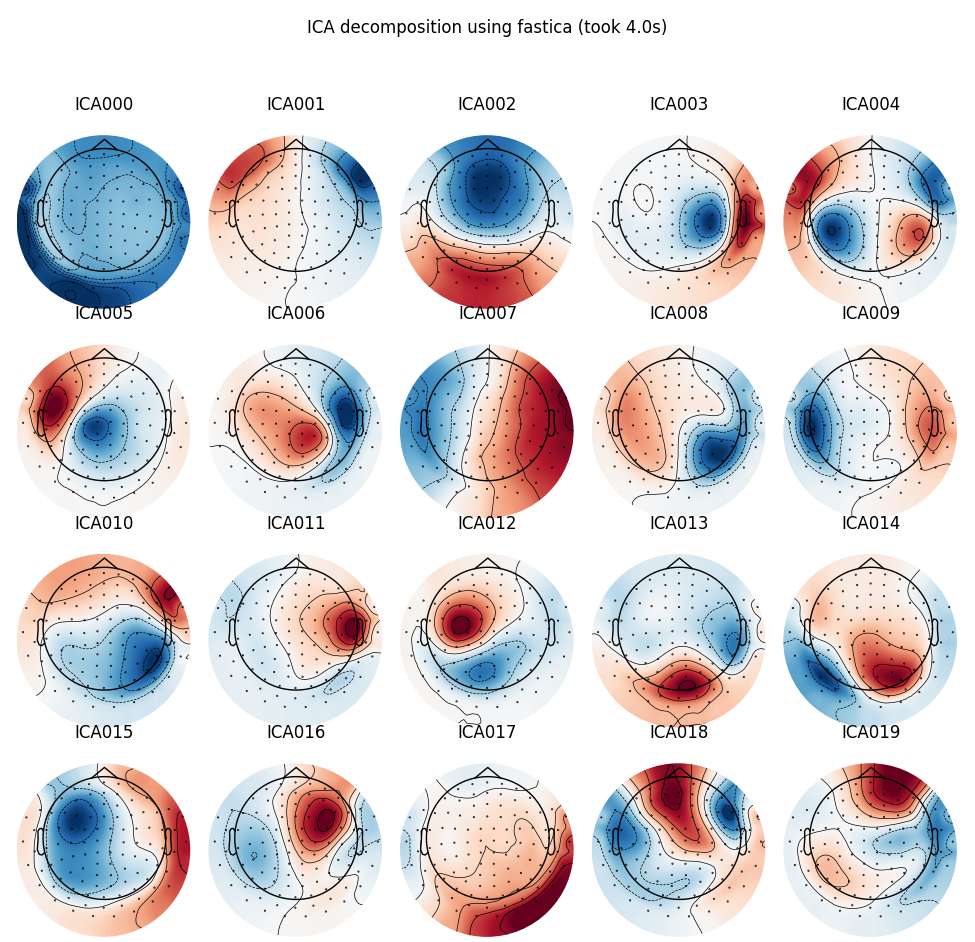 ICA decomposition using fastica (took 4.0s)
ICA000 ICA001 ICA002 ICA003 ICA004
ICA005 ICA006 ICA007 ICA008 ICA009
ICA010 ICA011 ICA012 ICA013 ICA014
ICA015 ICA016 ICA017 ICA018 ICA019